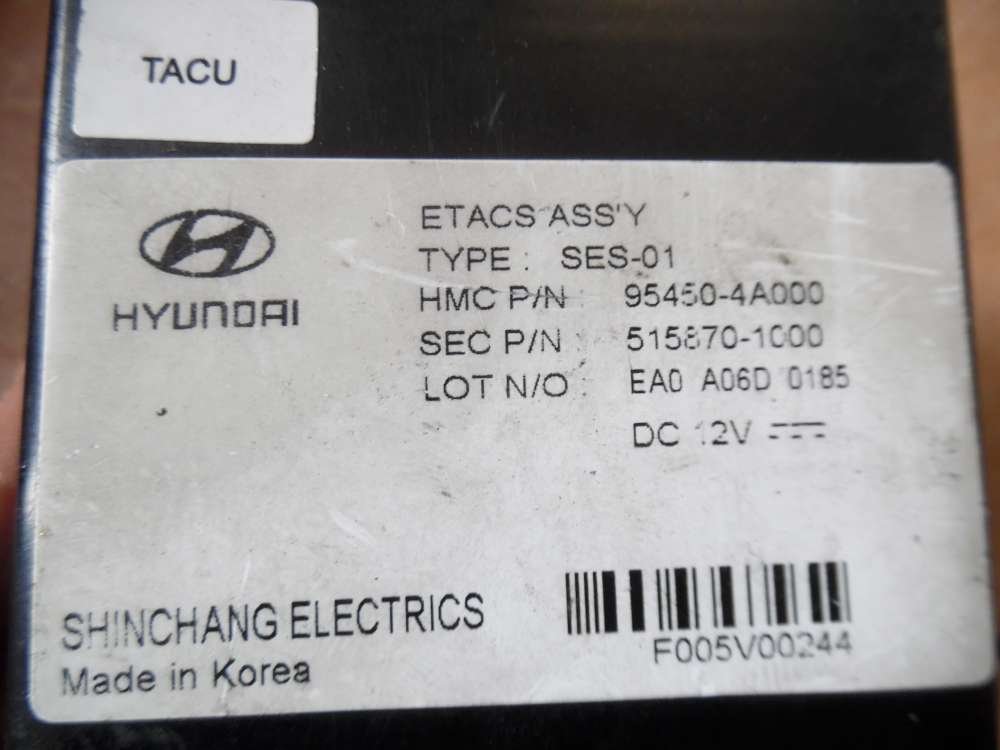 TACU
HYUNDAI
ETACS ASS'Y
TYPE : SES-01
HMC P/N : 95450-4A000
SEC P/N : 515870-1000
LOT N/O : EA0 A06D 0185
DC 12V
SHINCHANG ELECTRICS
Made in Korea
F005V00244